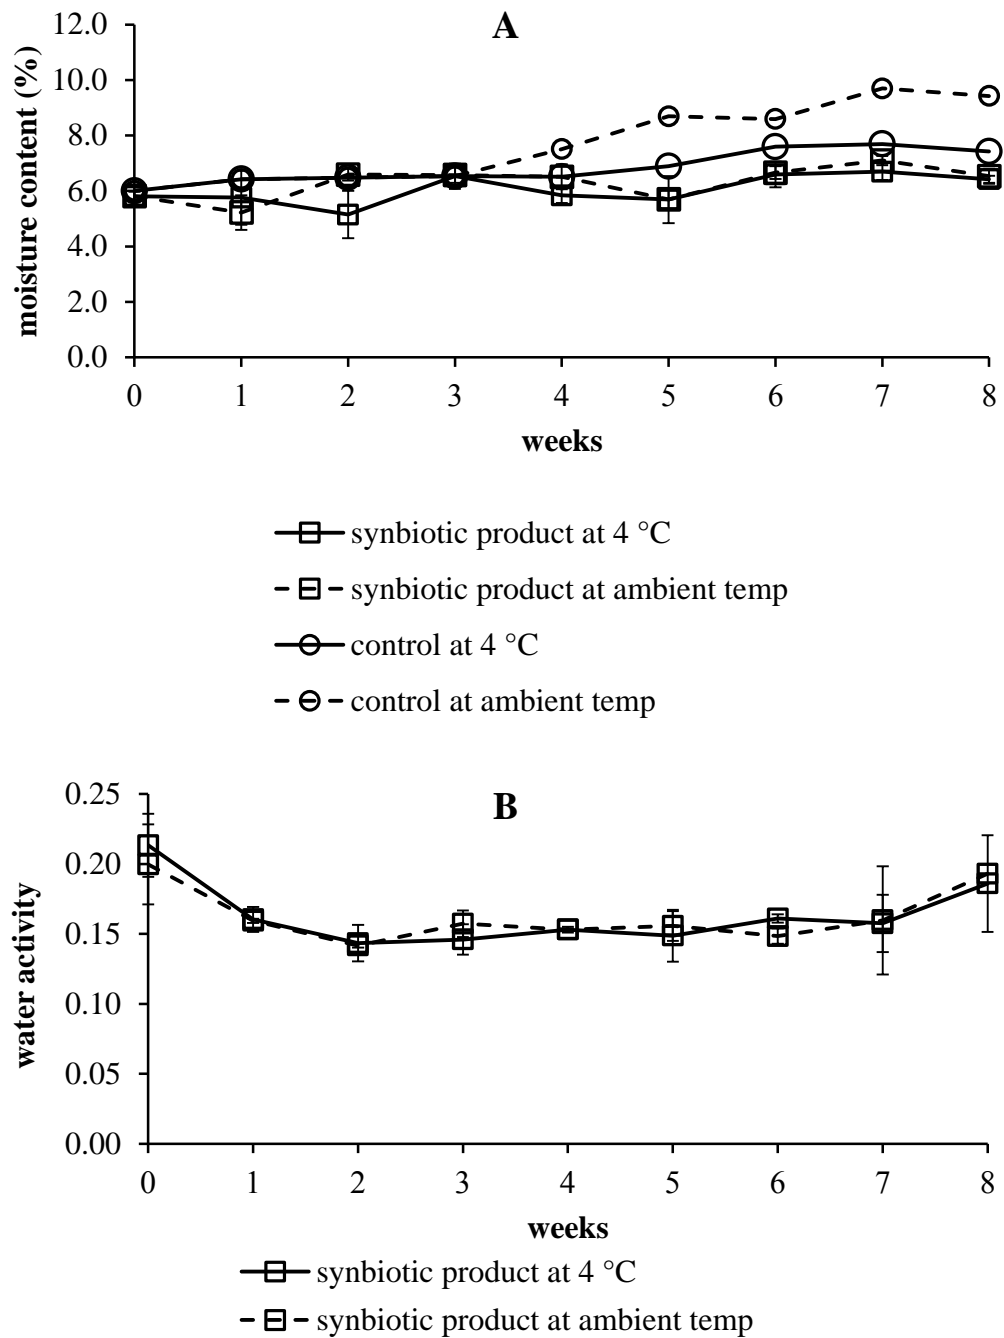 A
12.0
10.0
8.0
6.0
4.0
2.0
0.0
moisture content (%)
0 1 2 3 4 5 6 7 8
weeks
synbiotic product at 4 °C
synbiotic product at ambient temp
control at 4 °C
control at ambient temp
B
0.25
0.20
0.15
0.10
0.05
0.00
water activity
0 1 2 3 4 5 6 7 8
weeks
synbiotic product at 4 °C
synbiotic product at ambient temp